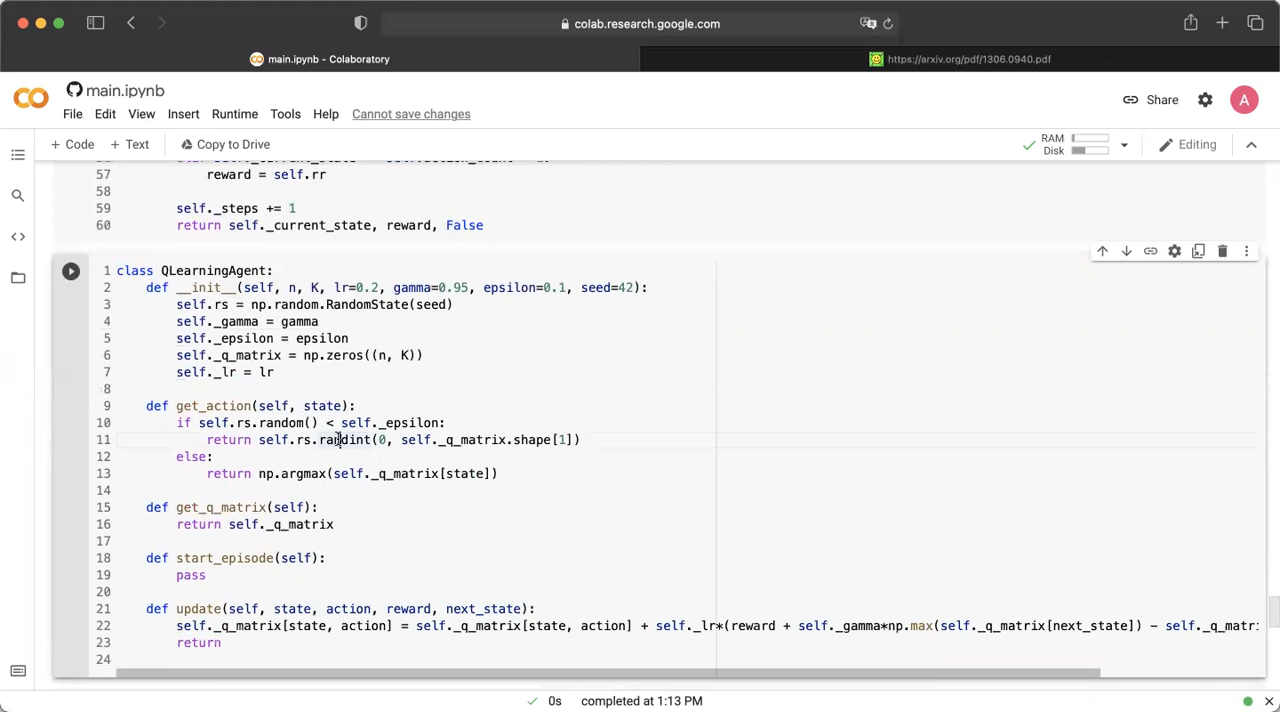 colab.research.google.com
main.ipynb - Colaboratory
https://arxiv.org/pdf/1306.0940.pdf
main.ipynb
Share
A
File Edit View Insert Runtime Tools Help Cannot save changes
+ Code + Text Copy to Drive
RAM
Disk
Editing
57 reward = self.rr
58
59 self._steps += 1
60 return self._current_state, reward, False
1 class QLearningAgent:
2 def __init__(self, n, K, lr=0.2, gamma=0.95, epsilon=0.1, seed=42):
3 self.rs = np.random.RandomState(seed)
4 self._gamma = gamma
5 self._epsilon = epsilon
6 self._q_matrix = np.zeros((n, K))
7 self._lr = lr
8
9 def get_action(self, state):
10 if self.rs.random() < self._epsilon:
11 return self.rs.randint(0, self._q_matrix.shape[1])
12 else:
13 return np.argmax(self._q_matrix[state])
14
15 def get_q_matrix(self):
16 return self._q_matrix
17
18 def start_episode(self):
19 pass
20
21 def update(self, state, action, reward, next_state):
22 self._q_matrix[state, action] = self._q_matrix[state, action] + self._lr*(reward + self._gamma*np.max(self._q_matrix[next_state]) - self._q_matri
23 return
24
0s completed at 1:13 PM